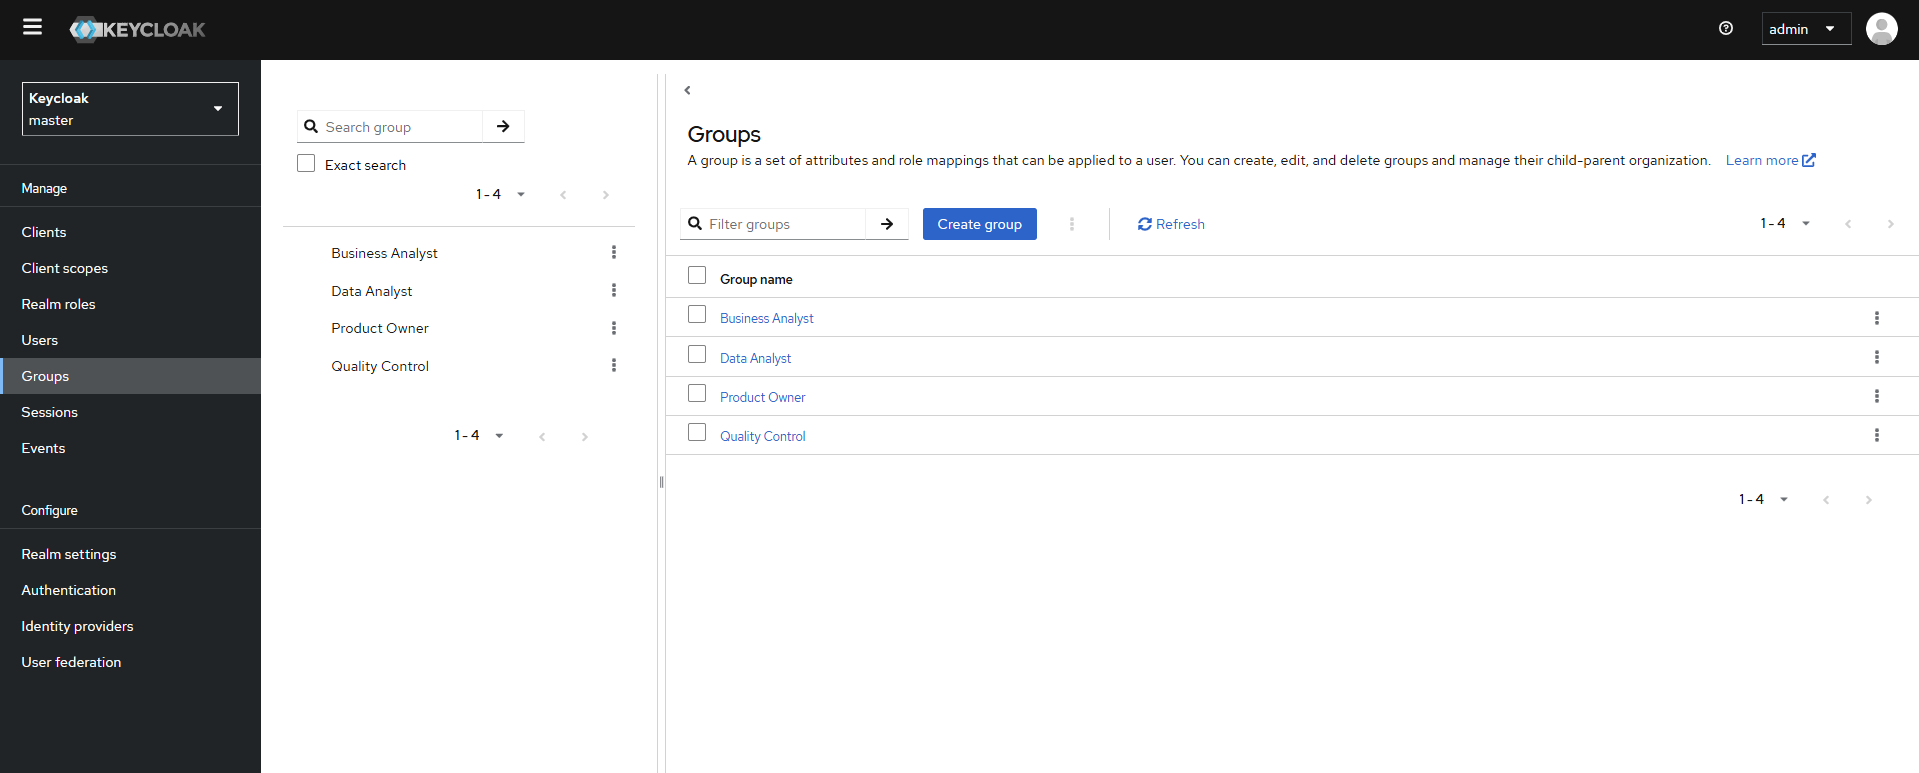 KEYCLOAK
admin
Keycloak
master
Manage
Clients
Client scopes
Realm roles
Users
Groups
Sessions
Events
Configure
Realm settings
Authentication
Identity providers
User federation
Search group
Exact search
1 - 4
Business Analyst
Data Analyst
Product Owner
Quality Control
1 - 4
Groups
A group is a set of attributes and role mappings that can be applied to a user. You can create, edit, and delete groups and manage their child-parent organization. Learn more
Filter groups
Create group
Refresh
1 - 4
Group name
Business Analyst
Data Analyst
Product Owner
Quality Control
1 - 4